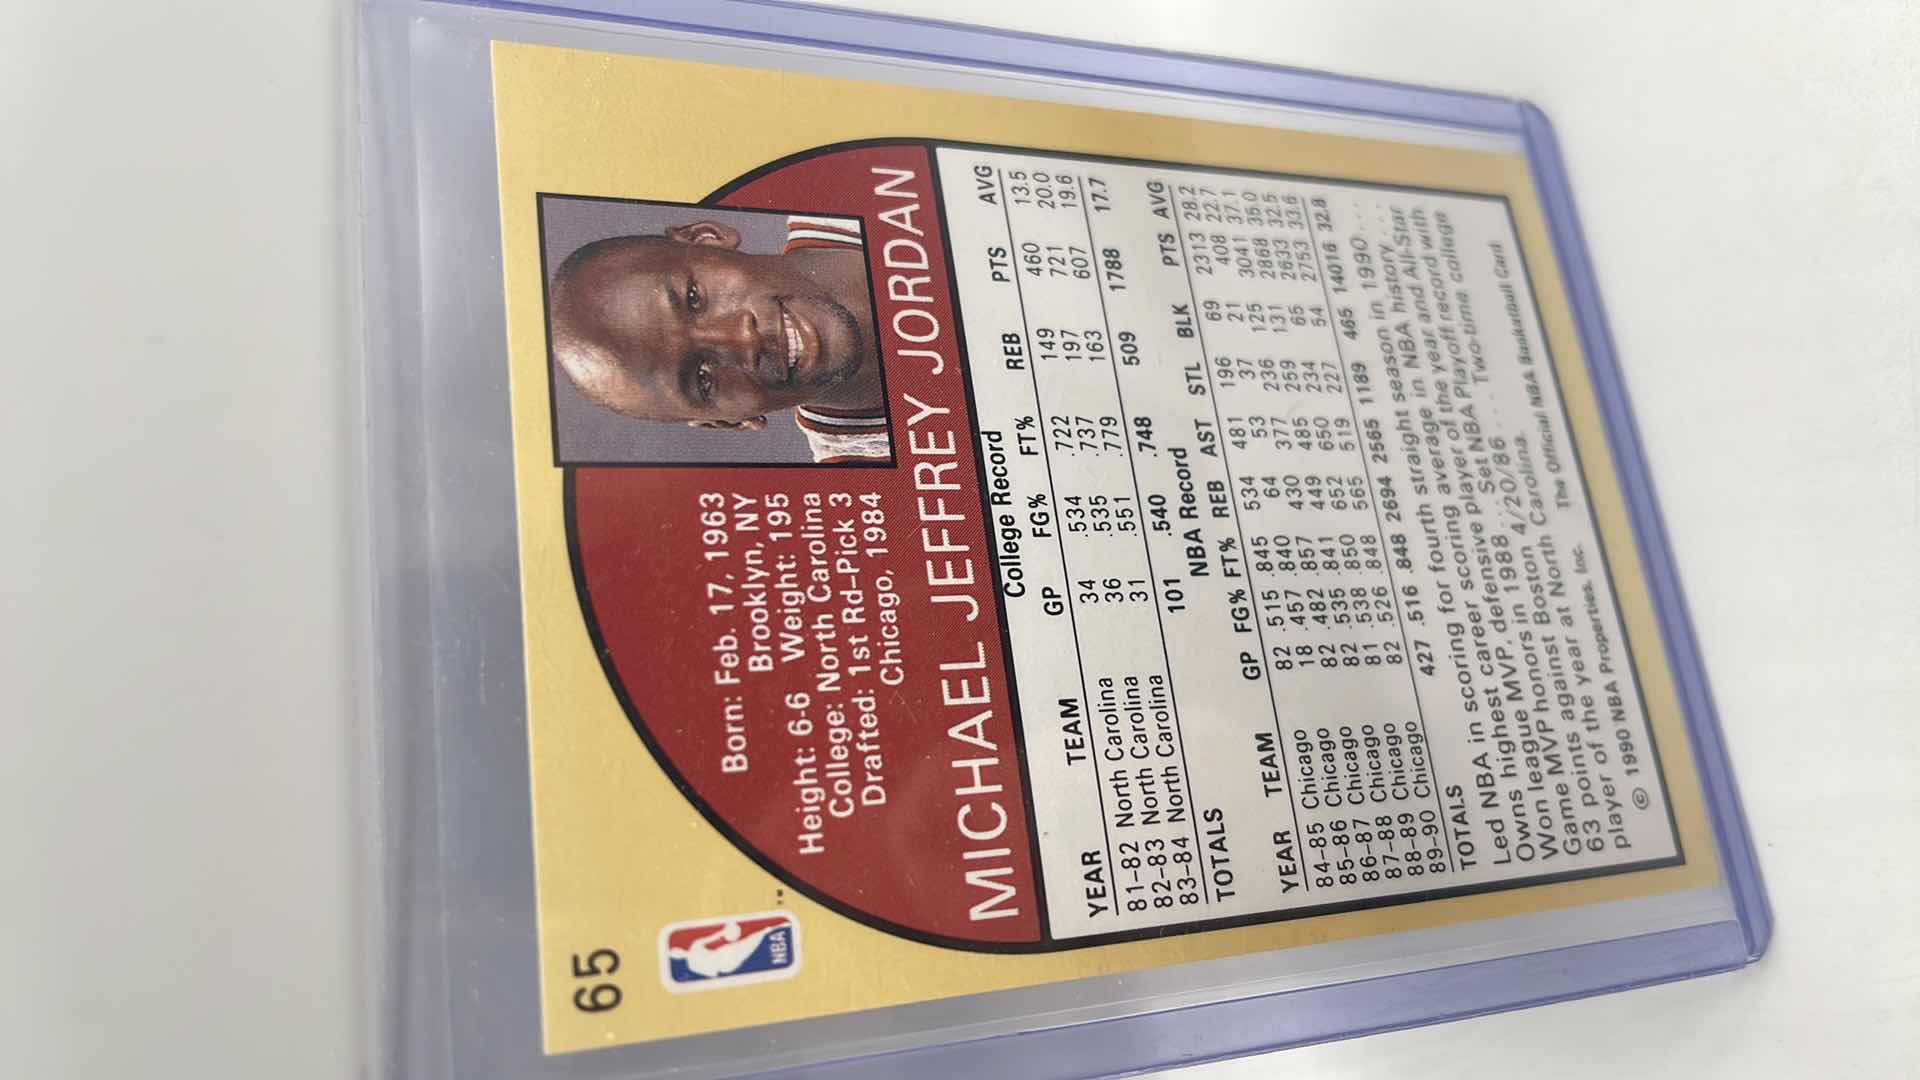 65
NBA
Born: Feb. 17, 1963
Brooklyn, NY
Height: 6-6 Weight: 195
College: North Carolina
Drafted: 1st Rd-Pick 3
Chicago, 1984
MICHAEL JEFFREY JORDAN
College Record
YEAR TEAM GP FG% FT% REB PTS AVG
81-82 North Carolina 34 .534 .722 149 460 13.5
82-83 North Carolina 36 .535 .737 197 721 20.0
83-84 North Carolina 31 .551 .779 163 607 19.6
TOTALS 101 .540 .748 509 1788 17.7
NBA Record
YEAR TEAM GP FG% FT% REB AST STL BLK PTS AVG
84-85 Chicago 82 .515 .845 534 481 196 69 2313 28.2
85-86 Chicago 18 .457 .840 64 53 37 21 408 22.7
86-87 Chicago 82 .482 .857 430 377 236 125 3041 37.1
87-88 Chicago 82 .535 .841 449 485 259 131 2868 35.0
88-89 Chicago 81 .538 .850 652 650 234 65 2633 32.5
89-90 Chicago 82 .526 .848 565 519 227 54 2753 33.6
TOTALS 427 .516 .848 2694 2565 1189 465 14016 32.8
Led NBA in scoring for fourth straight season in 1990 . . .
Owns highest career scoring average in NBA history . . .
Won league MVP, defensive player of the year and All-Star
Game MVP honors in 1988 . . . Set NBA Playoff record with
63 points against Boston 4/20/86 . . . Two-time college
player of the year at North Carolina.
© 1990 NBA Properties, Inc. The Official NBA Basketball Card